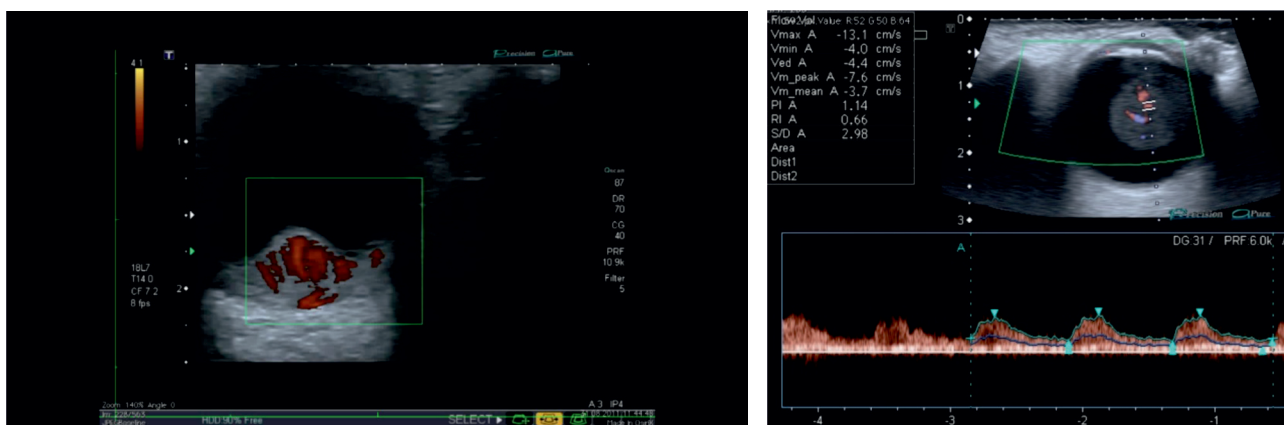 T
Precision APure
4.1
1
2
Qscan
87
DR
70
CG
40
PRF
10.9k
Filter
5
18L7
T14.0
CF 7.2
8 fps
Zoom: 140% Angle: 0
A 3 IP4
HDD 90% Free
SELECT
Vmax A -13.1 cm/s
Vmin A -4.0 cm/s
Ved A -4.4 cm/s
Vm_peak A -7.6 cm/s
Vm_mean A -3.7 cm/s
PI A 1.14
RI A 0.66
S/D A 2.98
Area
Dist1
Dist2
0
1
2
3
Precision APure
A
DG 31 / PRF 6.0k
-4 -3 -2 -1